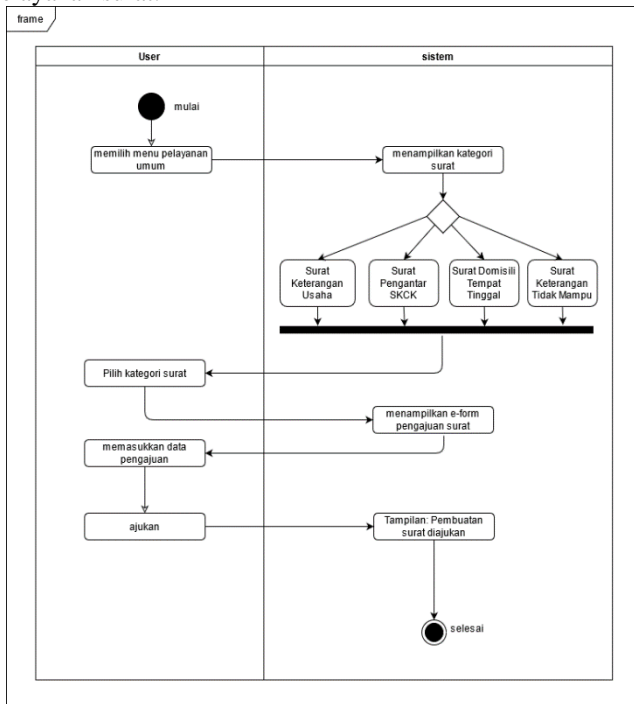 frame
User
sistem
mulai
memilih menu pelayanan
umum
menampilkan kategori
surat
Surat
Keterangan
Usaha
Surat
Pengantar
SKCK
Surat Domisili
Tempat
Tinggal
Surat
Keterangan
Tidak Mampu
Pilih kategori surat
menampilkan e-form
pengajuan surat
memasukkan data
pengajuan
ajukan
Tampilan: Pembuatan
surat diajukan
selesai